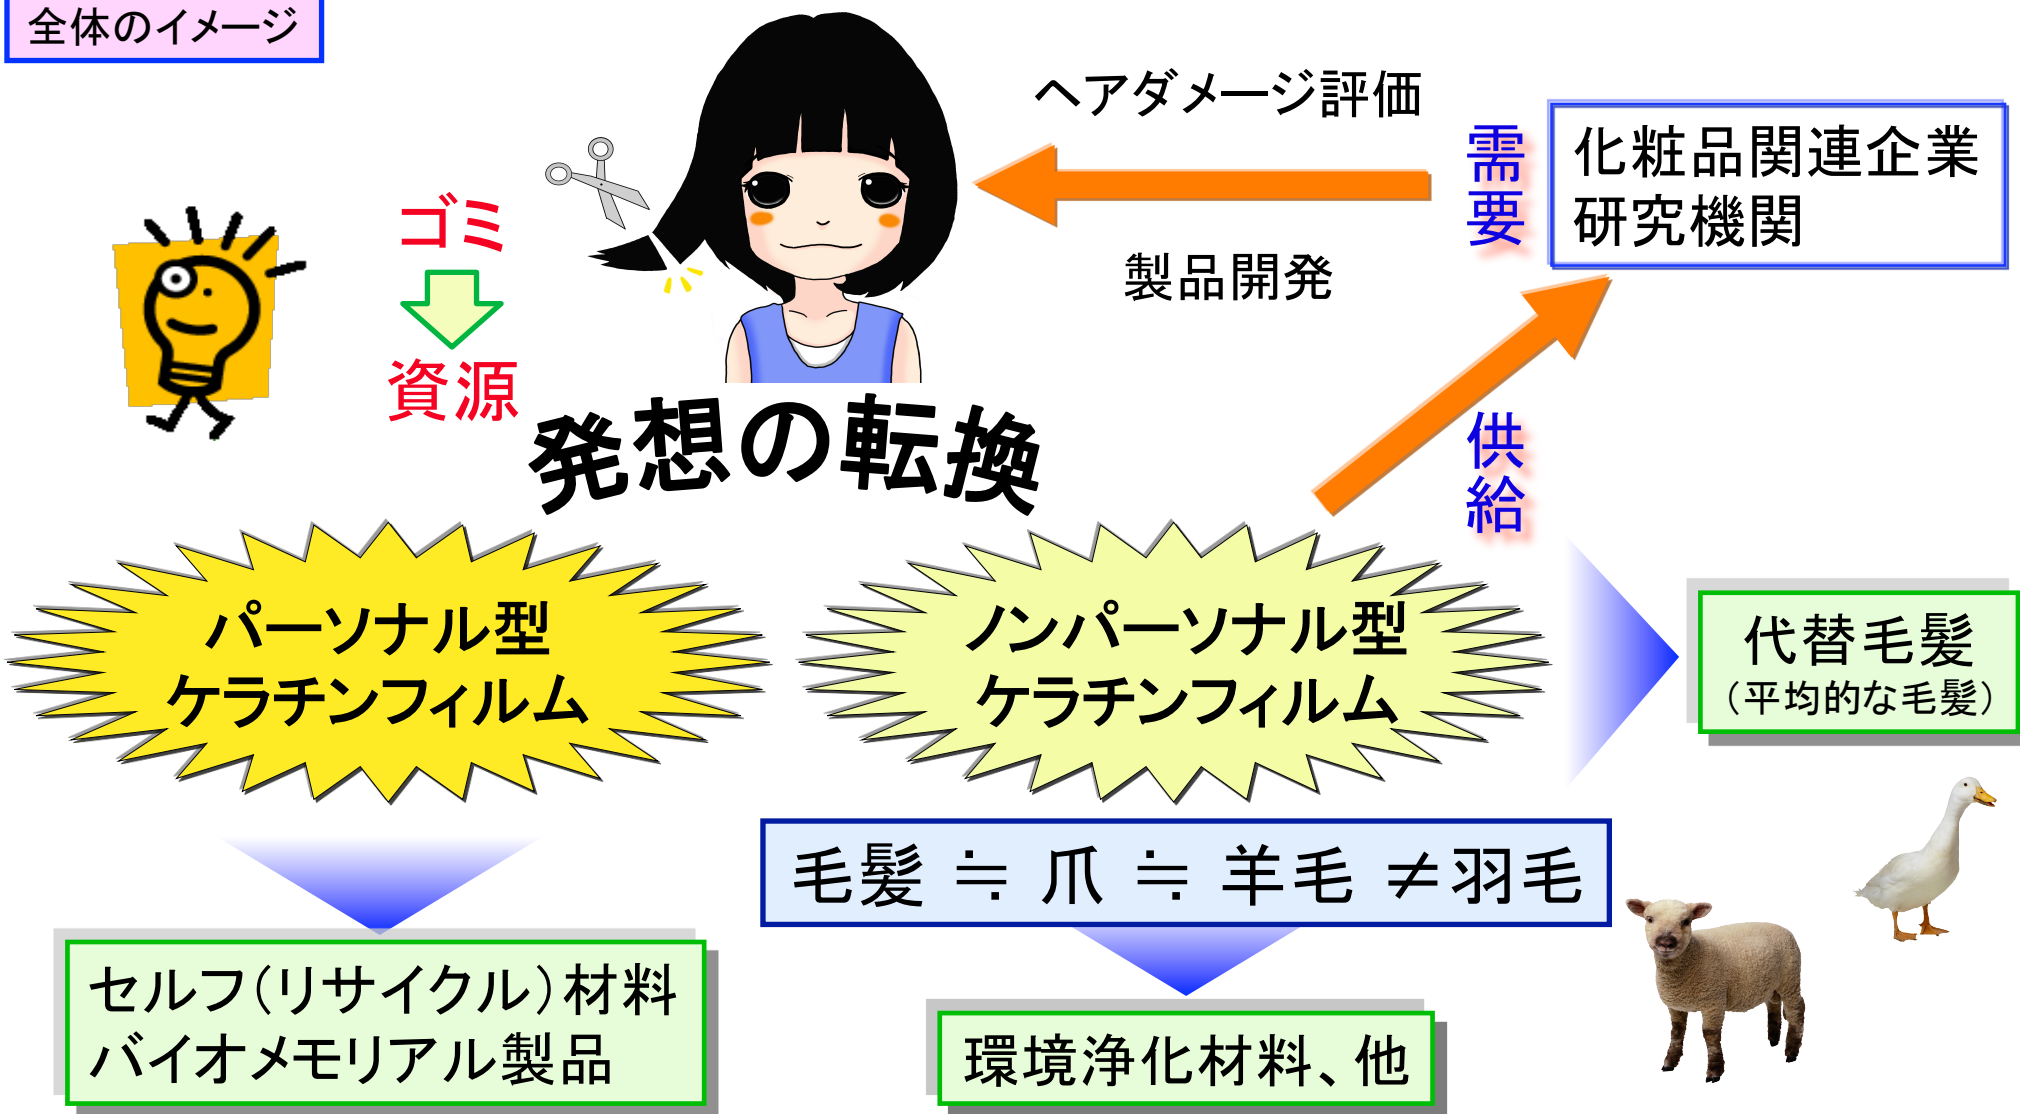 全体のイメージ
ヘアダメージ評価
製品開発
需要
化粧品関連企業
研究機関
ゴミ
資源
発想の転換
供給
パーソナル型
ケラチンフィルム
ノンパーソナル型
ケラチンフィルム
代替毛髪
（平均的な毛髪）
毛髪 ≒ 爪 ≒ 羊毛 ≠羽毛
セルフ（リサイクル）材料
バイオメモリアル製品
環境浄化材料、他